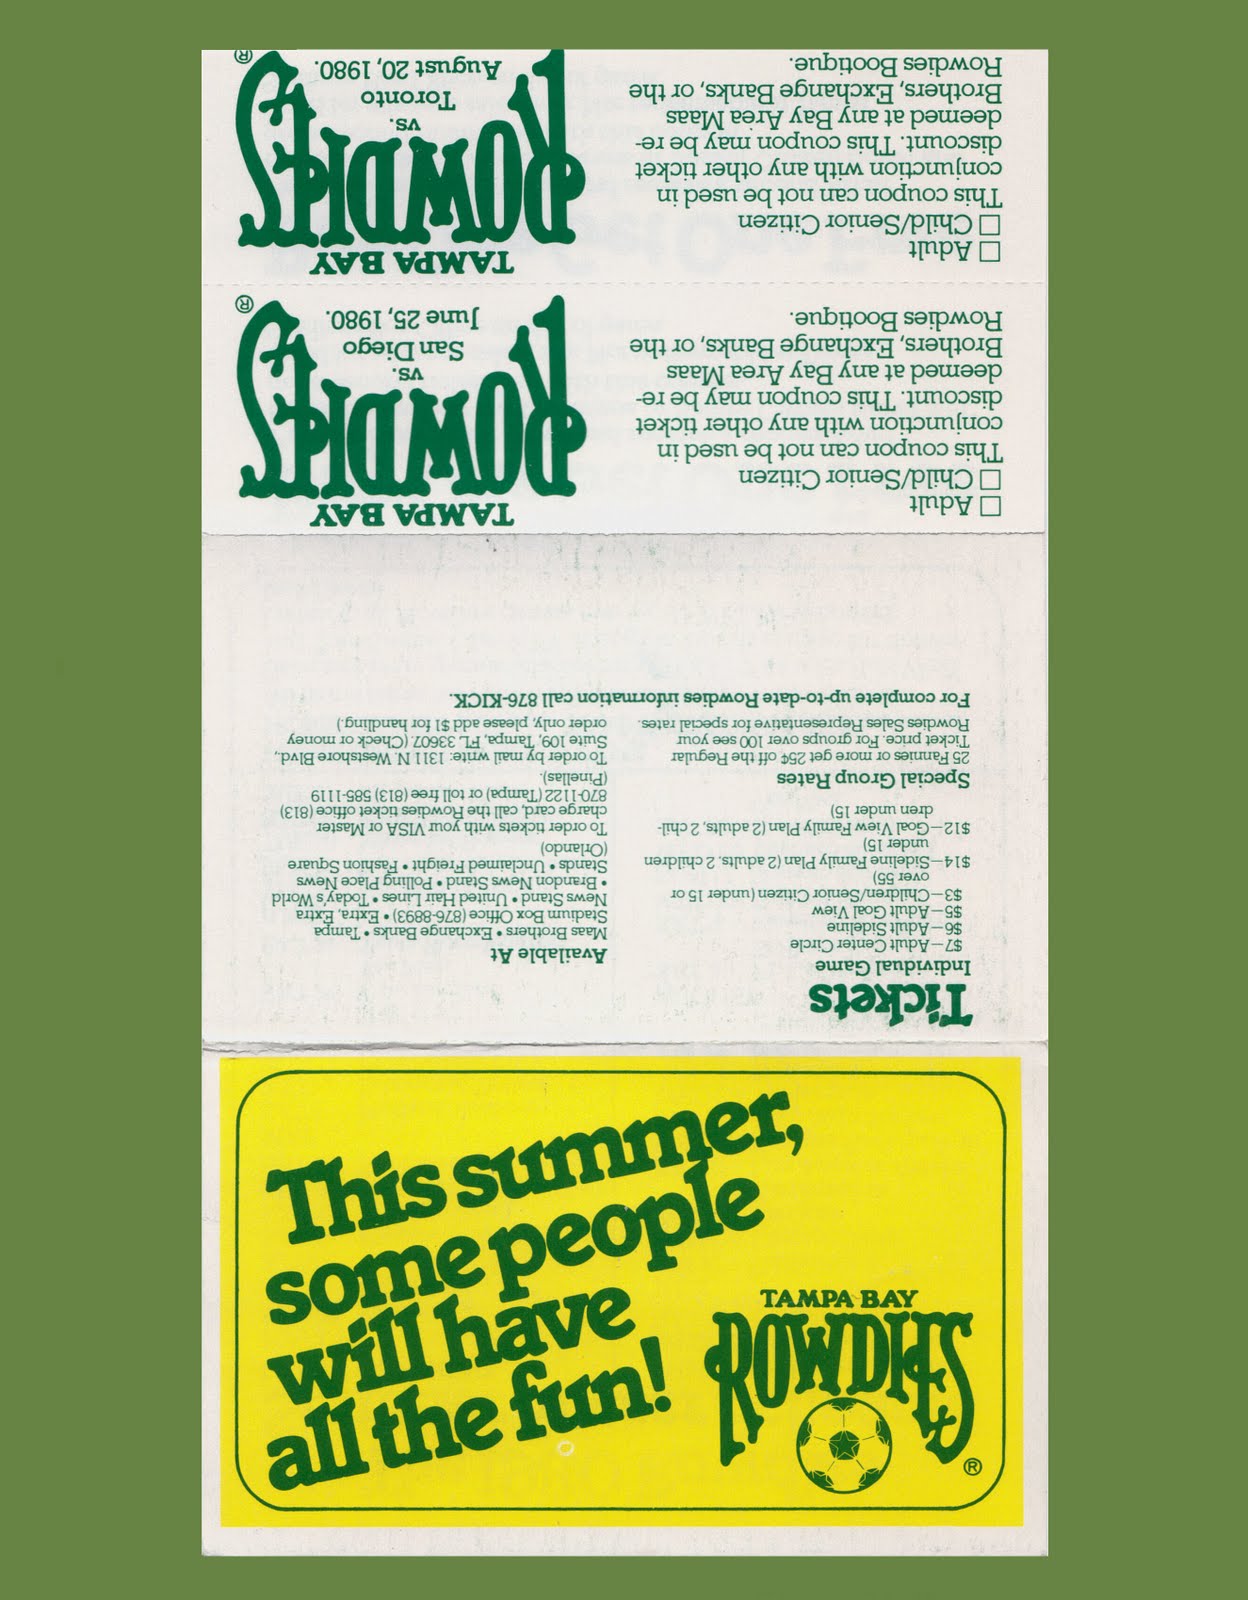 This summer,
some people
will have
all the fun!
TAMPA BAY
ROWDIES
®
Tickets
Individual Game
$7—Adult Center Circle
$6—Adult Sideline
$5—Adult Goal View
$3—Children/Senior Citizen (under 15 or
over 55)
$14—Sideline Family Plan (2 adults, 2 children
under 15)
$12—Goal View Family Plan (2 adults, 2 chil-
dren under 15)
Special Group Rates
25 Fannies or more get 25¢ off the Regular
Ticket price. For groups over 100 see your
Rowdies Sales Representative for special rates.
For complete up-to-date Rowdies information call 876-KICK.
Available At
Maas Brothers • Exchange Banks • Tampa
Stadium Box Office (876-8893) • Extra, Extra
News Stand • United Hair Lines • Today's World
• Brandon News Stand • Polling Place News
Stands • Unclaimed Freight • Fashion Square
(Orlando)
To order tickets with your VISA or Master
charge card, call the Rowdies ticket office (813)
870-1122 (Tampa) or toll free (813) 585-1119
(Pinellas).
To order by mail write: 1311 N. Westshore Blvd.,
Suite 109, Tampa, FL 33607. (Check or money
order only, please add $1 for handling.)
Adult
Child/Senior Citizen
This coupon can not be used in
conjunction with any other ticket
discount. This coupon may be re-
deemed at any Bay Area Maas
Brothers, Exchange Banks, or the
Rowdies Bootique.
TAMPA BAY
ROWDIES
vs.
San Diego
June 25, 1980.
®
Adult
Child/Senior Citizen
This coupon can not be used in
conjunction with any other ticket
discount. This coupon may be re-
deemed at any Bay Area Maas
Brothers, Exchange Banks, or the
Rowdies Bootique.
TAMPA BAY
ROWDIES
vs.
Toronto
August 20, 1980.
®